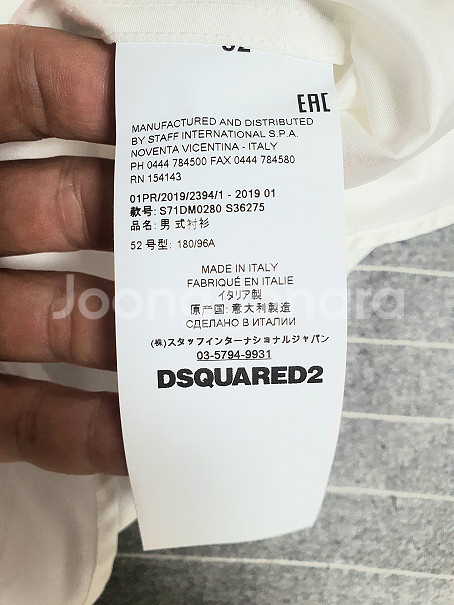 52
EAC
MANUFACTURED AND DISTRIBUTED
BY STAFF INTERNATIONAL S.P.A.
NOVENTA VICENTINA - ITALY
PH 0444 784500 FAX 0444 784580
RN 154143
01PR/2019/2394/1 - 2019 01
款号: S71DM0280 S36275
品名: 男 式衬衫
52 号型: 180/96A
MADE IN ITALY
FABRIQUÉ EN ITALIE
イタリア製
原产国:意大利製造
СДЕЛАНО В ИТАЛИИ
(株)スタッフインターナショナルジャパン
03-5794-9931
DSQUARED2